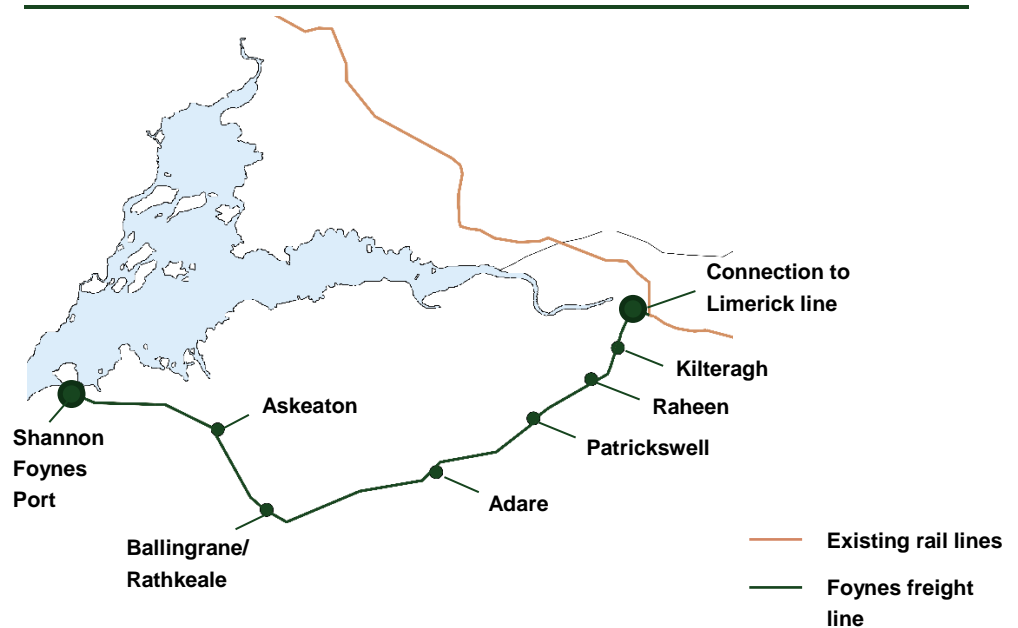 Connection to
Limerick line
Kilteragh
Raheen
Askeaton
Patrickswell
Shannon
Foynes
Port
Adare
Ballingrane/
Rathkeale
Existing rail lines
Foynes freight
line